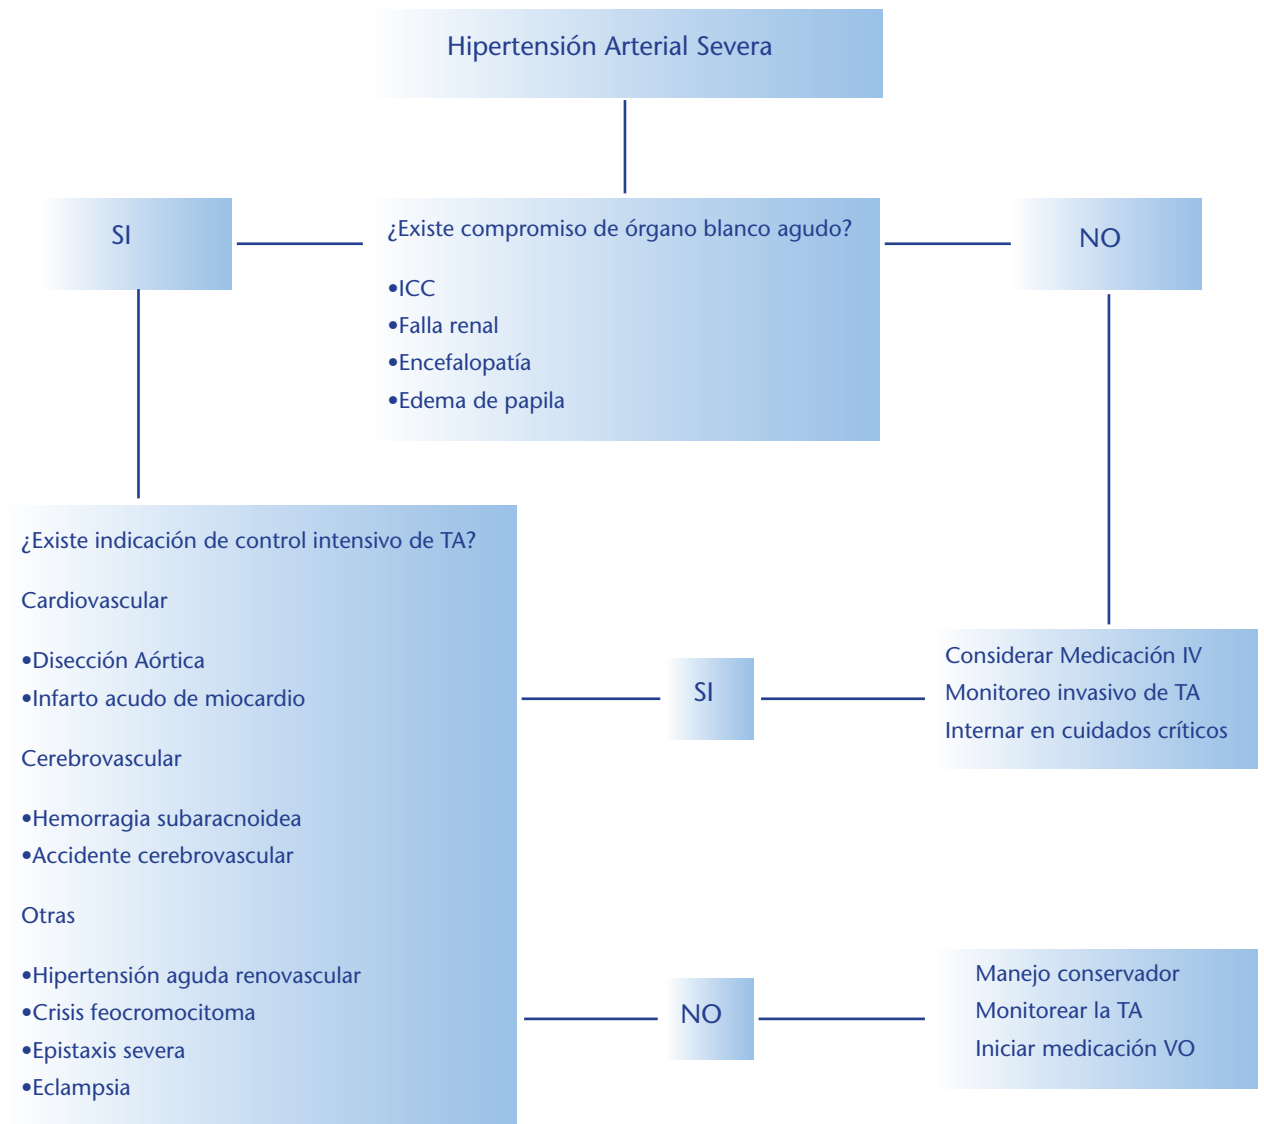 Hipertensión Arterial Severa
SI
¿Existe compromiso de órgano blanco agudo?
•ICC
•Falla renal
•Encefalopatía
•Edema de papila
NO
¿Existe indicación de control intensivo de TA?
Cardiovascular
•Disección Aórtica
•Infarto acudo de miocardio
Cerebrovascular
•Hemorragia subaracnoidea
•Accidente cerebrovascular
Otras
•Hipertensión aguda renovascular
•Crisis feocromocitoma
•Epistaxis severa
•Eclampsia
SI
Considerar Medicación IV
Monitoreo invasivo de TA
Internar en cuidados críticos
NO
Manejo conservador
Monitorear la TA
Iniciar medicación VO